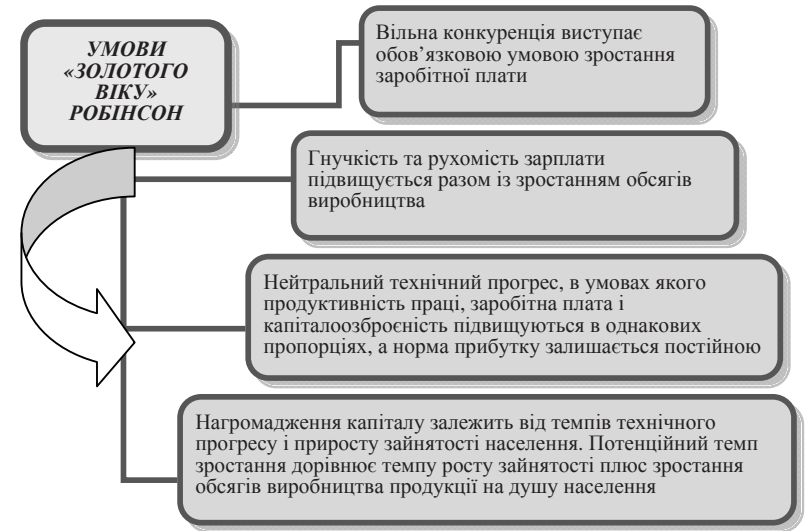 УМОВИ
«ЗОЛОТОГО
ВІКУ»
РОБІНСОН
Вільна конкуренція виступає
обов’язковою умовою зростання
заробітної плати
Гнучкість та рухомість зарплати
підвищується разом із зростанням обсягів
виробництва
Нейтральний технічний прогрес, в умовах якого
продуктивність праці, заробітна плата і
капіталоозброєність підвищуються в однакових
пропорціях, а норма прибутку залишається постійною
Нагромадження капіталу залежить від темпів технічного
прогресу і приросту зайнятості населення. Потенційний темп
зростання дорівнює темпу росту зайнятості плюс зростання
обсягів виробництва продукції на душу населення